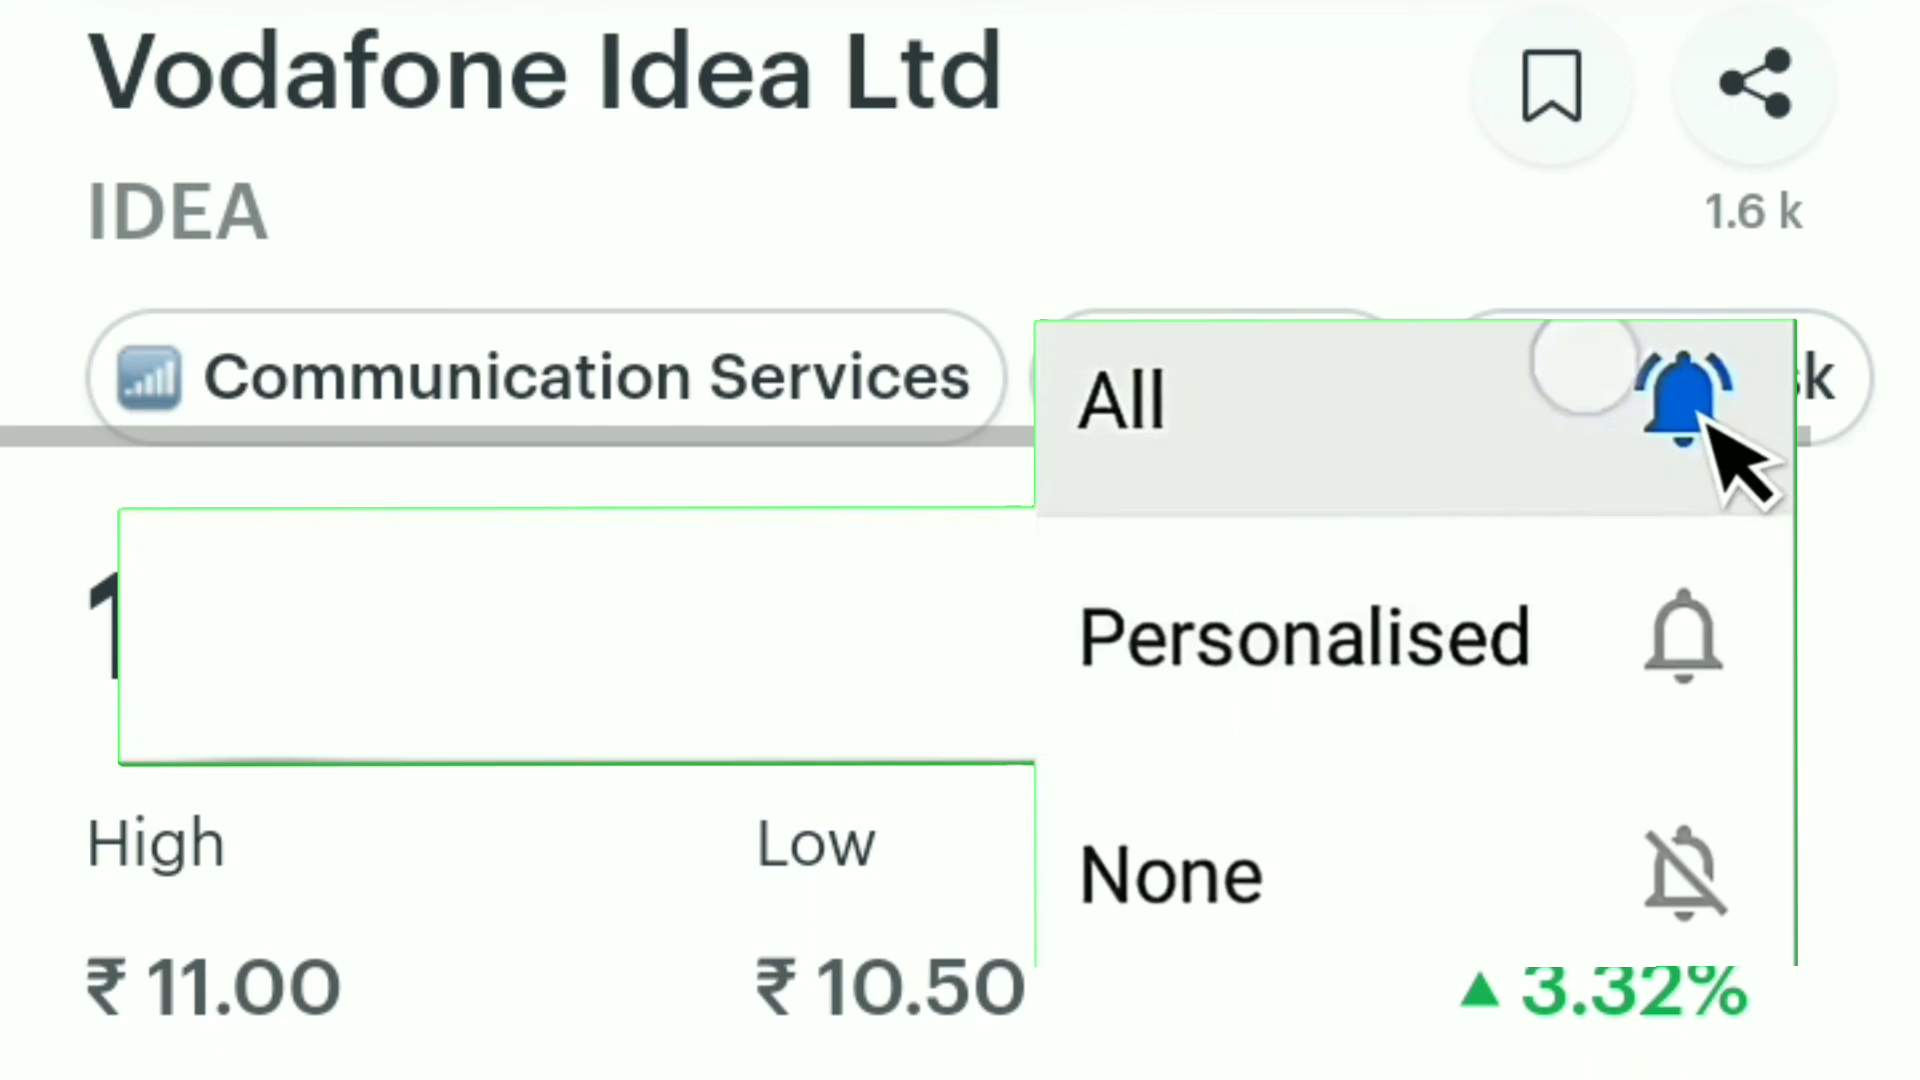 Vodafone Idea Ltd
IDEA
1.6 k
Communication Services
All
Personalised
None
High
Low
₹ 11.00
₹ 10.50
▲ 3.32%